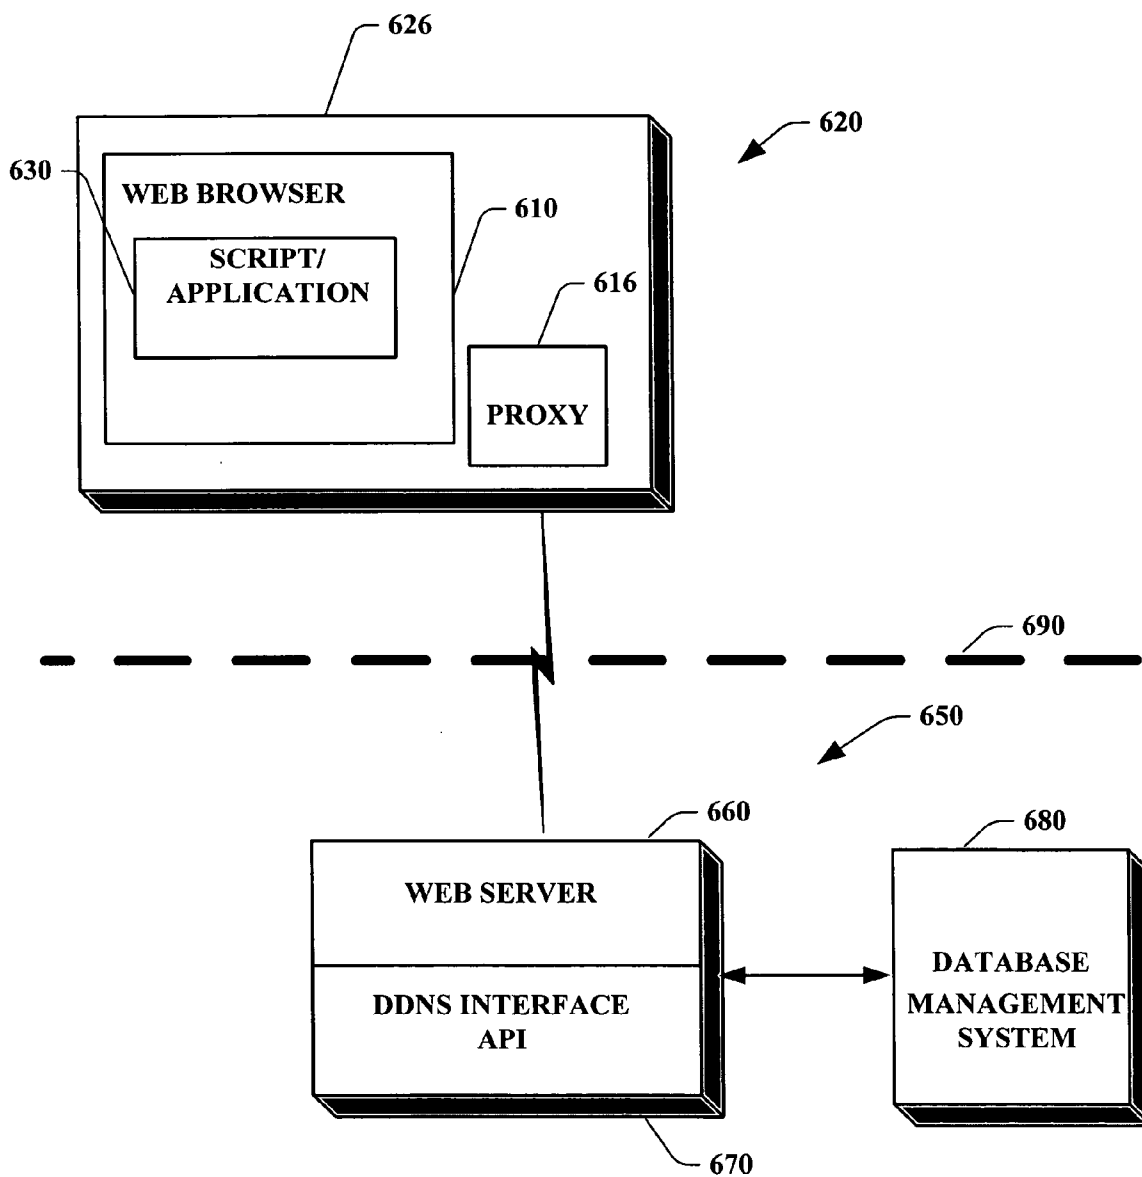 626
620
630
WEB BROWSER
610
SCRIPT/
APPLICATION
616
PROXY
690
650
660
680
WEB SERVER
DATABASE
MANAGEMENT
SYSTEM
DDNS INTERFACE
API
670